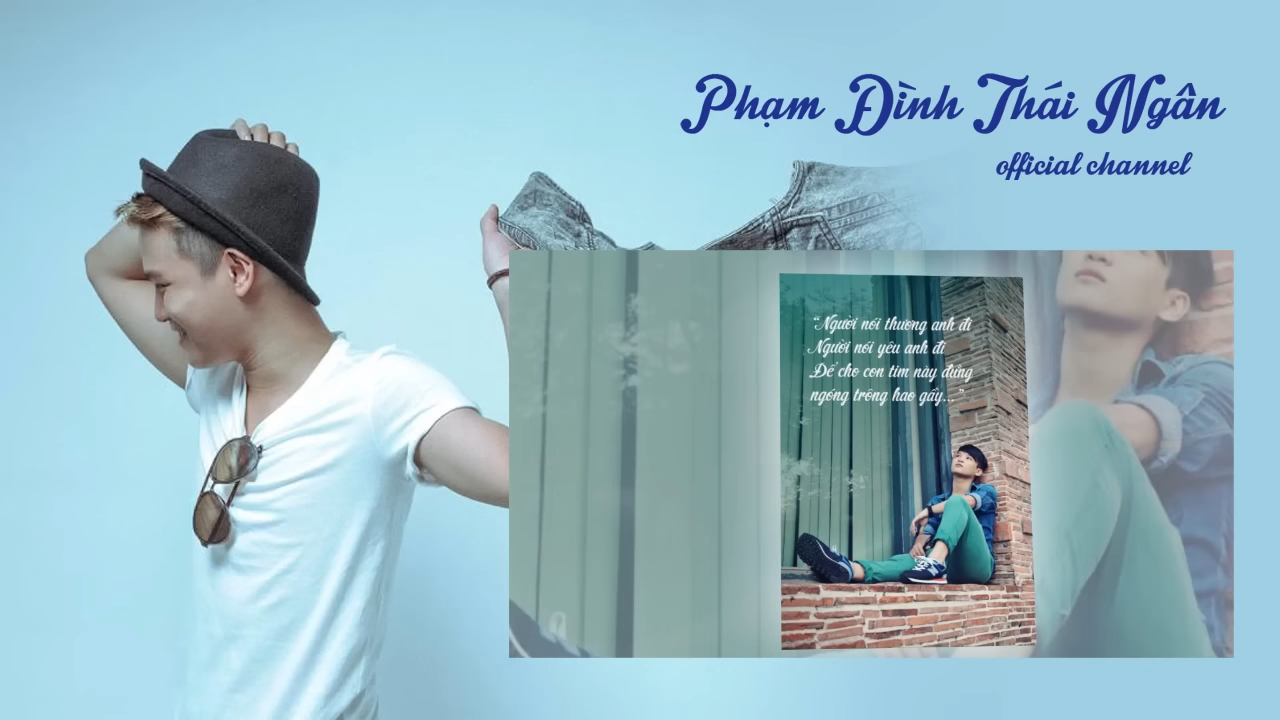 Phạm Đình Thái Ngân
official channel
“Người nói thương anh đi
Người nói yêu anh đi
Để cho con tim này đừng
ngóng trông hao gầy...”